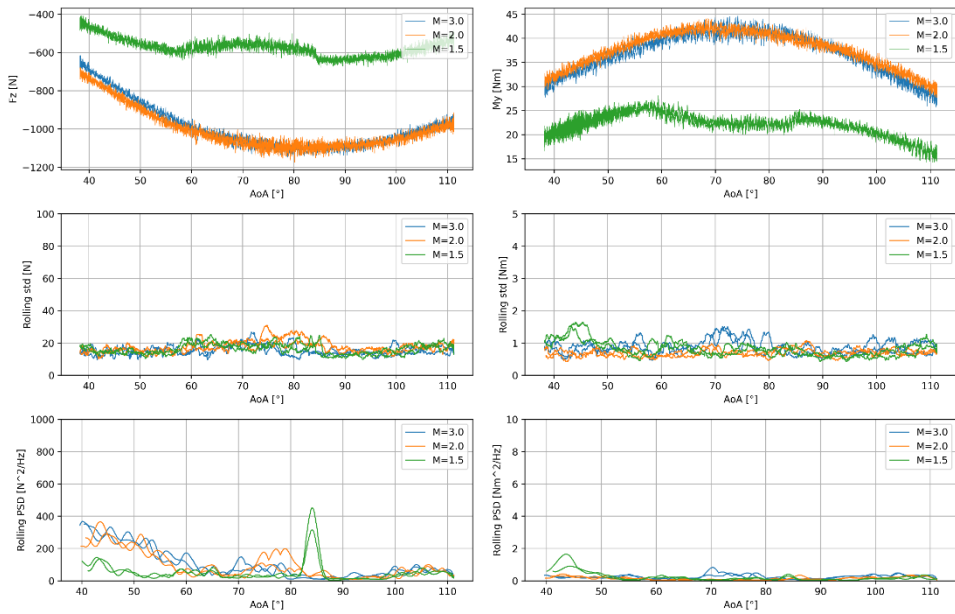 M=3.0
M=2.0
M=1.5
Fz [N]
−400
−600
−800
−1000
−1200
40 50 60 70 80 90 100 110
AoA [°]
M=3.0
M=2.0
M=1.5
My [Nm]
45
40
35
30
25
20
15
40 50 60 70 80 90 100 110
AoA [°]
M=3.0
M=2.0
M=1.5
Rolling std [N]
100
80
60
40
20
0
40 50 60 70 80 90 100 110
AoA [°]
M=3.0
M=2.0
M=1.5
Rolling std [Nm]
5
4
3
2
1
0
40 50 60 70 80 90 100 110
AoA [°]
M=3.0
M=2.0
M=1.5
Rolling PSD [N^2/Hz]
1000
800
600
400
200
0
40 50 60 70 80 90 100 110
AoA [°]
M=3.0
M=2.0
M=1.5
Rolling PSD [Nm^2/Hz]
10
8
6
4
2
0
40 50 60 70 80 90 100 110
AoA [°]